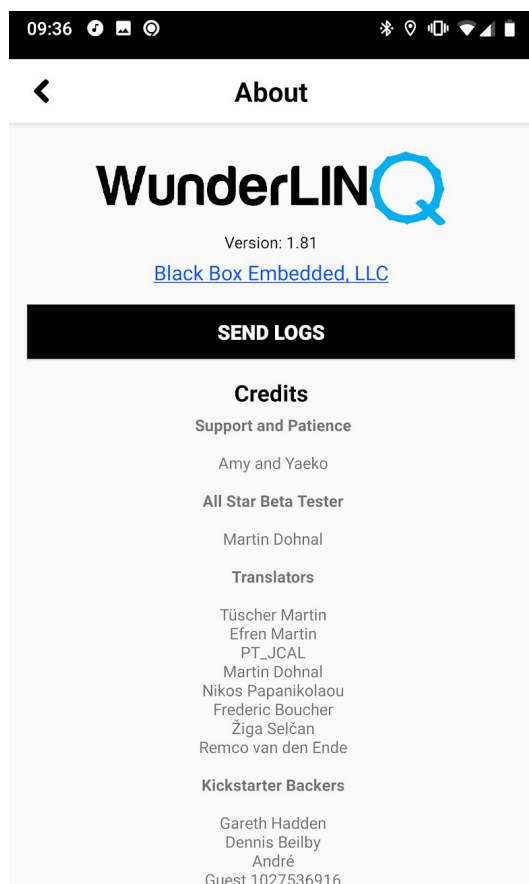 09:36
About
WunderLINQ
Version: 1.81
Black Box Embedded, LLC
SEND LOGS
Credits
Support and Patience
Amy and Yaeko
All Star Beta Tester
Martin Dohnal
Translators
Tüscher Martin
Efren Martin
PT_JCAL
Martin Dohnal
Nikos Papanikolaou
Frederic Boucher
Žiga Selčan
Remco van den Ende
Kickstarter Backers
Gareth Hadden
Dennis Beilby
André
Guest 1027536916